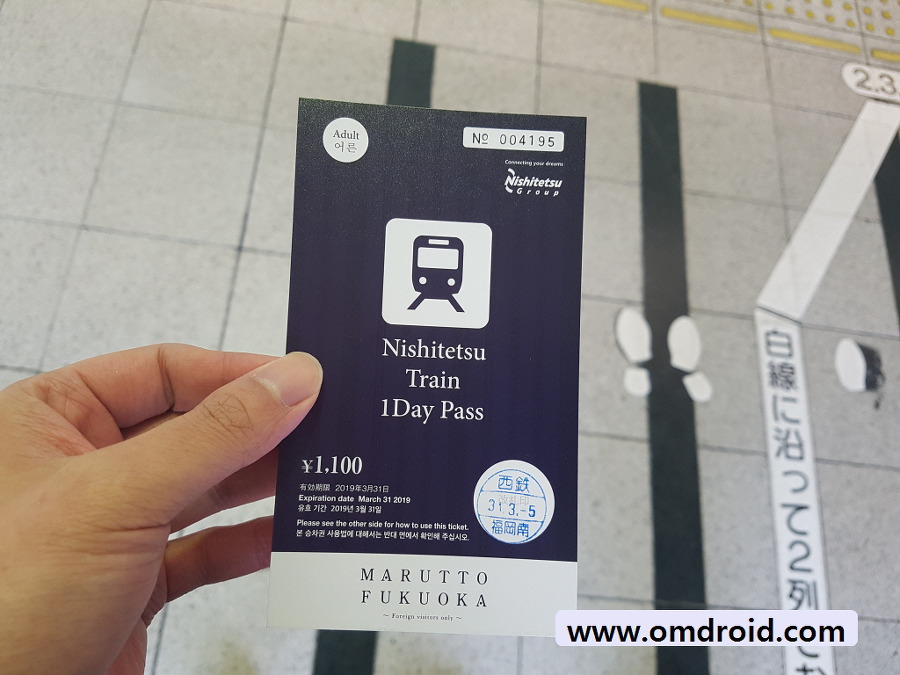 Adult
어른
Nº 004195
Connecting your dreams
Nishitetsu
Group
Nishitetsu
Train
1Day Pass
¥1,100
有効期限 2019年3月31日
Expiration date March 31 2019
유효 기간 2019년 3월 31일
Please see the other side for how to use this ticket.
본 승차권 사용법에 대해서는 반대 면에서 확인해 주십시오.
西鉄
31 3.-5
福岡南
MARUTTO
FUKUOKA
~ Foreign visitors only ~
2.3
白線に沿って2列でお
www.omdroid.com